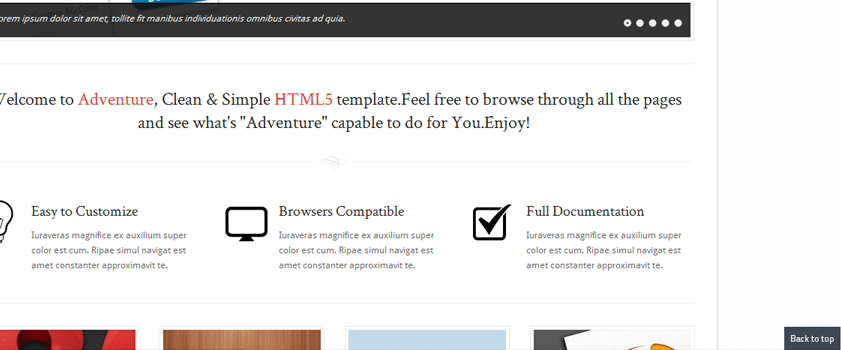 orem ipsum dolor sit amet, tollite fit manibus individuationis omnibus civitas ad quia.
Welcome to Adventure, Clean & Simple HTML5 template.Feel free to browse through all the pages
and see what's "Adventure" capable to do for You.Enjoy!
Easy to Customize
Iuraveras magnifice ex auxilium super
color est cum. Ripae simul navigat est
amet constanter approximavit te.
Browsers Compatible
Iuraveras magnifice ex auxilium super
color est cum. Ripae simul navigat est
amet constanter approximavit te.
Full Documentation
Iuraveras magnifice ex auxilium super
color est cum. Ripae simul navigat est
amet constanter approximavit te.
Back to top